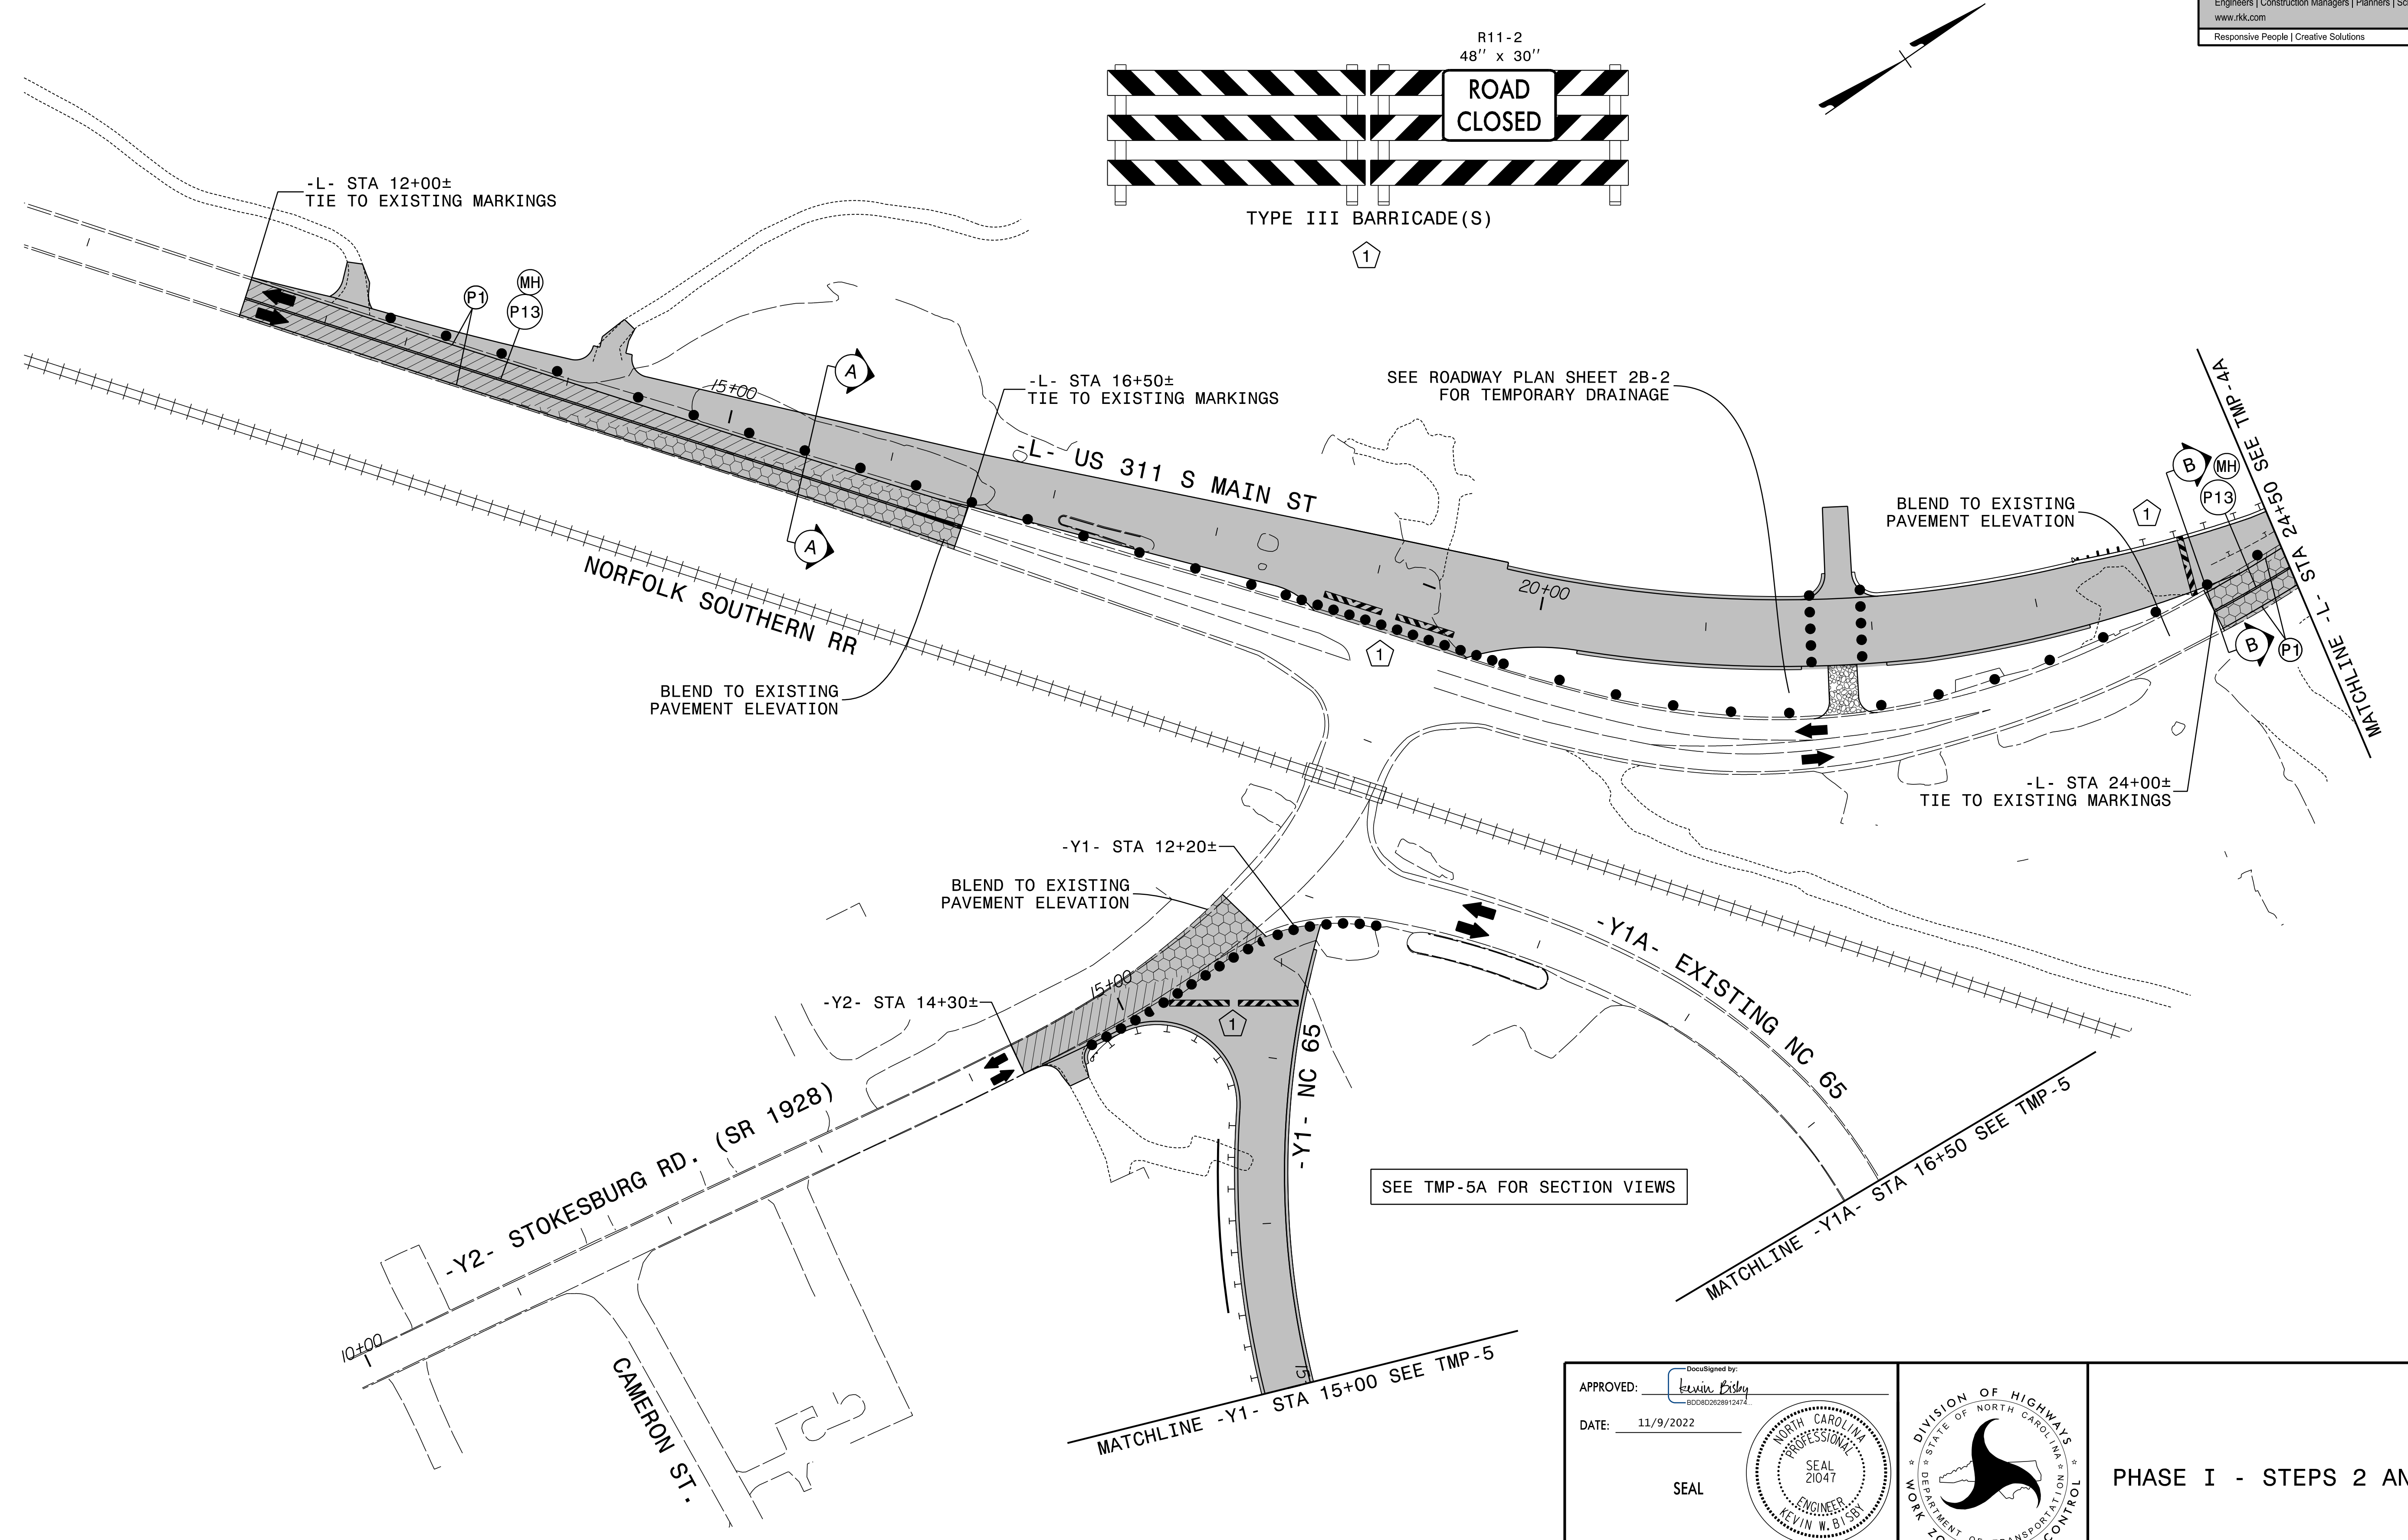 Engineers | Construction Managers | Planners |
www.rkk.com
Responsive People | Creative Solutions
R11-2
48" x 30"
ROAD
CLOSED
TYPE III BARRICADE(S)
1
-L- STA 12+00±
TIE TO EXISTING MARKINGS
P1
MH
P13
15+00
A
A
-L- STA 16+50±
TIE TO EXISTING MARKINGS
-L- US 311 S MAIN ST
SEE ROADWAY PLAN SHEET 2B-2
FOR TEMPORARY DRAINAGE
20+00
BLEND TO EXISTING
PAVEMENT ELEVATION
1
B
MH
P13
B
P1
MATCHLINE -L- STA 24+50 SEE TMP-4A
NORFOLK SOUTHERN RR
BLEND TO EXISTING
PAVEMENT ELEVATION
1
-L- STA 24+00±
TIE TO EXISTING MARKINGS
-Y1- STA 12+20±
BLEND TO EXISTING
PAVEMENT ELEVATION
-Y2- STA 14+30±
15+00
1
-Y1A- EXISTING NC 65
-Y1- NC 65
-Y2- STOKESBURG RD. (SR 1928)
SEE TMP-5A FOR SECTION VIEWS
MATCHLINE -Y1A- STA 16+50 SEE TMP-5
10+00
CAMERON ST.
15
MATCHLINE -Y1- STA 15+00 SEE TMP-5
DocuSigned by:
APPROVED: Kevin Bisby
BDD8D2628912474...
DATE: 11/9/2022
SEAL
NORTH CAROLINA
PROFESSIONAL
SEAL
21047
ENGINEER
KEVIN W. BISBY
DIVISION OF HIGHWAYS
STATE OF NORTH CAROLINA
DEPARTMENT OF TRANSPORTATION
WORK
CONTROL
PHASE I - STEPS 2